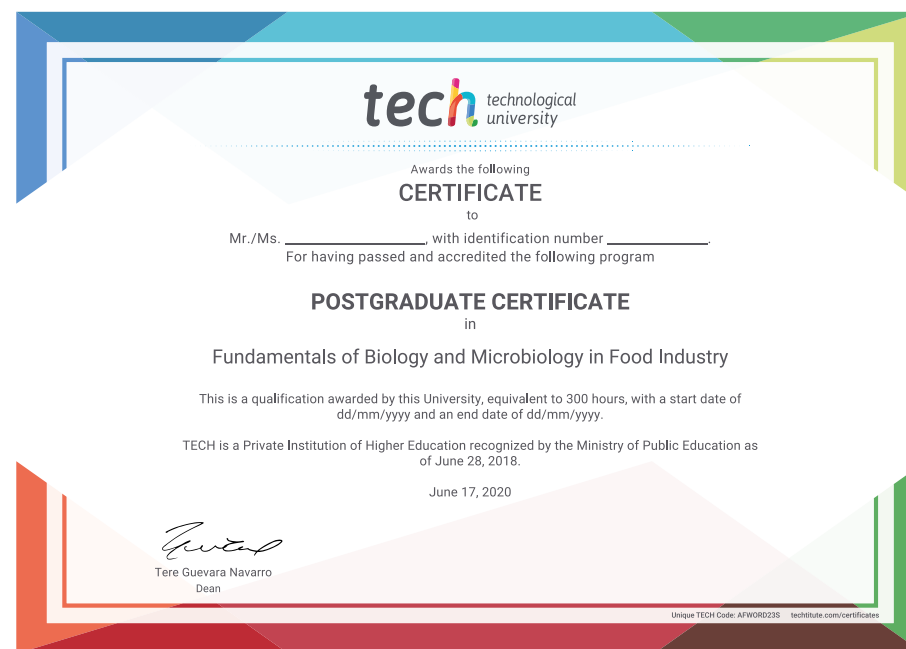 tech technological
university
Awards the following
CERTIFICATE
to
Mr./Ms. ____________________, with identification number ______________.
For having passed and accredited the following program
POSTGRADUATE CERTIFICATE
in
Fundamentals of Biology and Microbiology in Food Industry
This is a qualification awarded by this University, equivalent to 300 hours, with a start date of
dd/mm/yyyy and an end date of dd/mm/yyyy.
TECH is a Private Institution of Higher Education recognized by the Ministry of Public Education as
of June 28, 2018.
June 17, 2020
Tere Guevara Navarro
Dean
Unique TECH Code: AFWORD23S techtitute.com/certificates